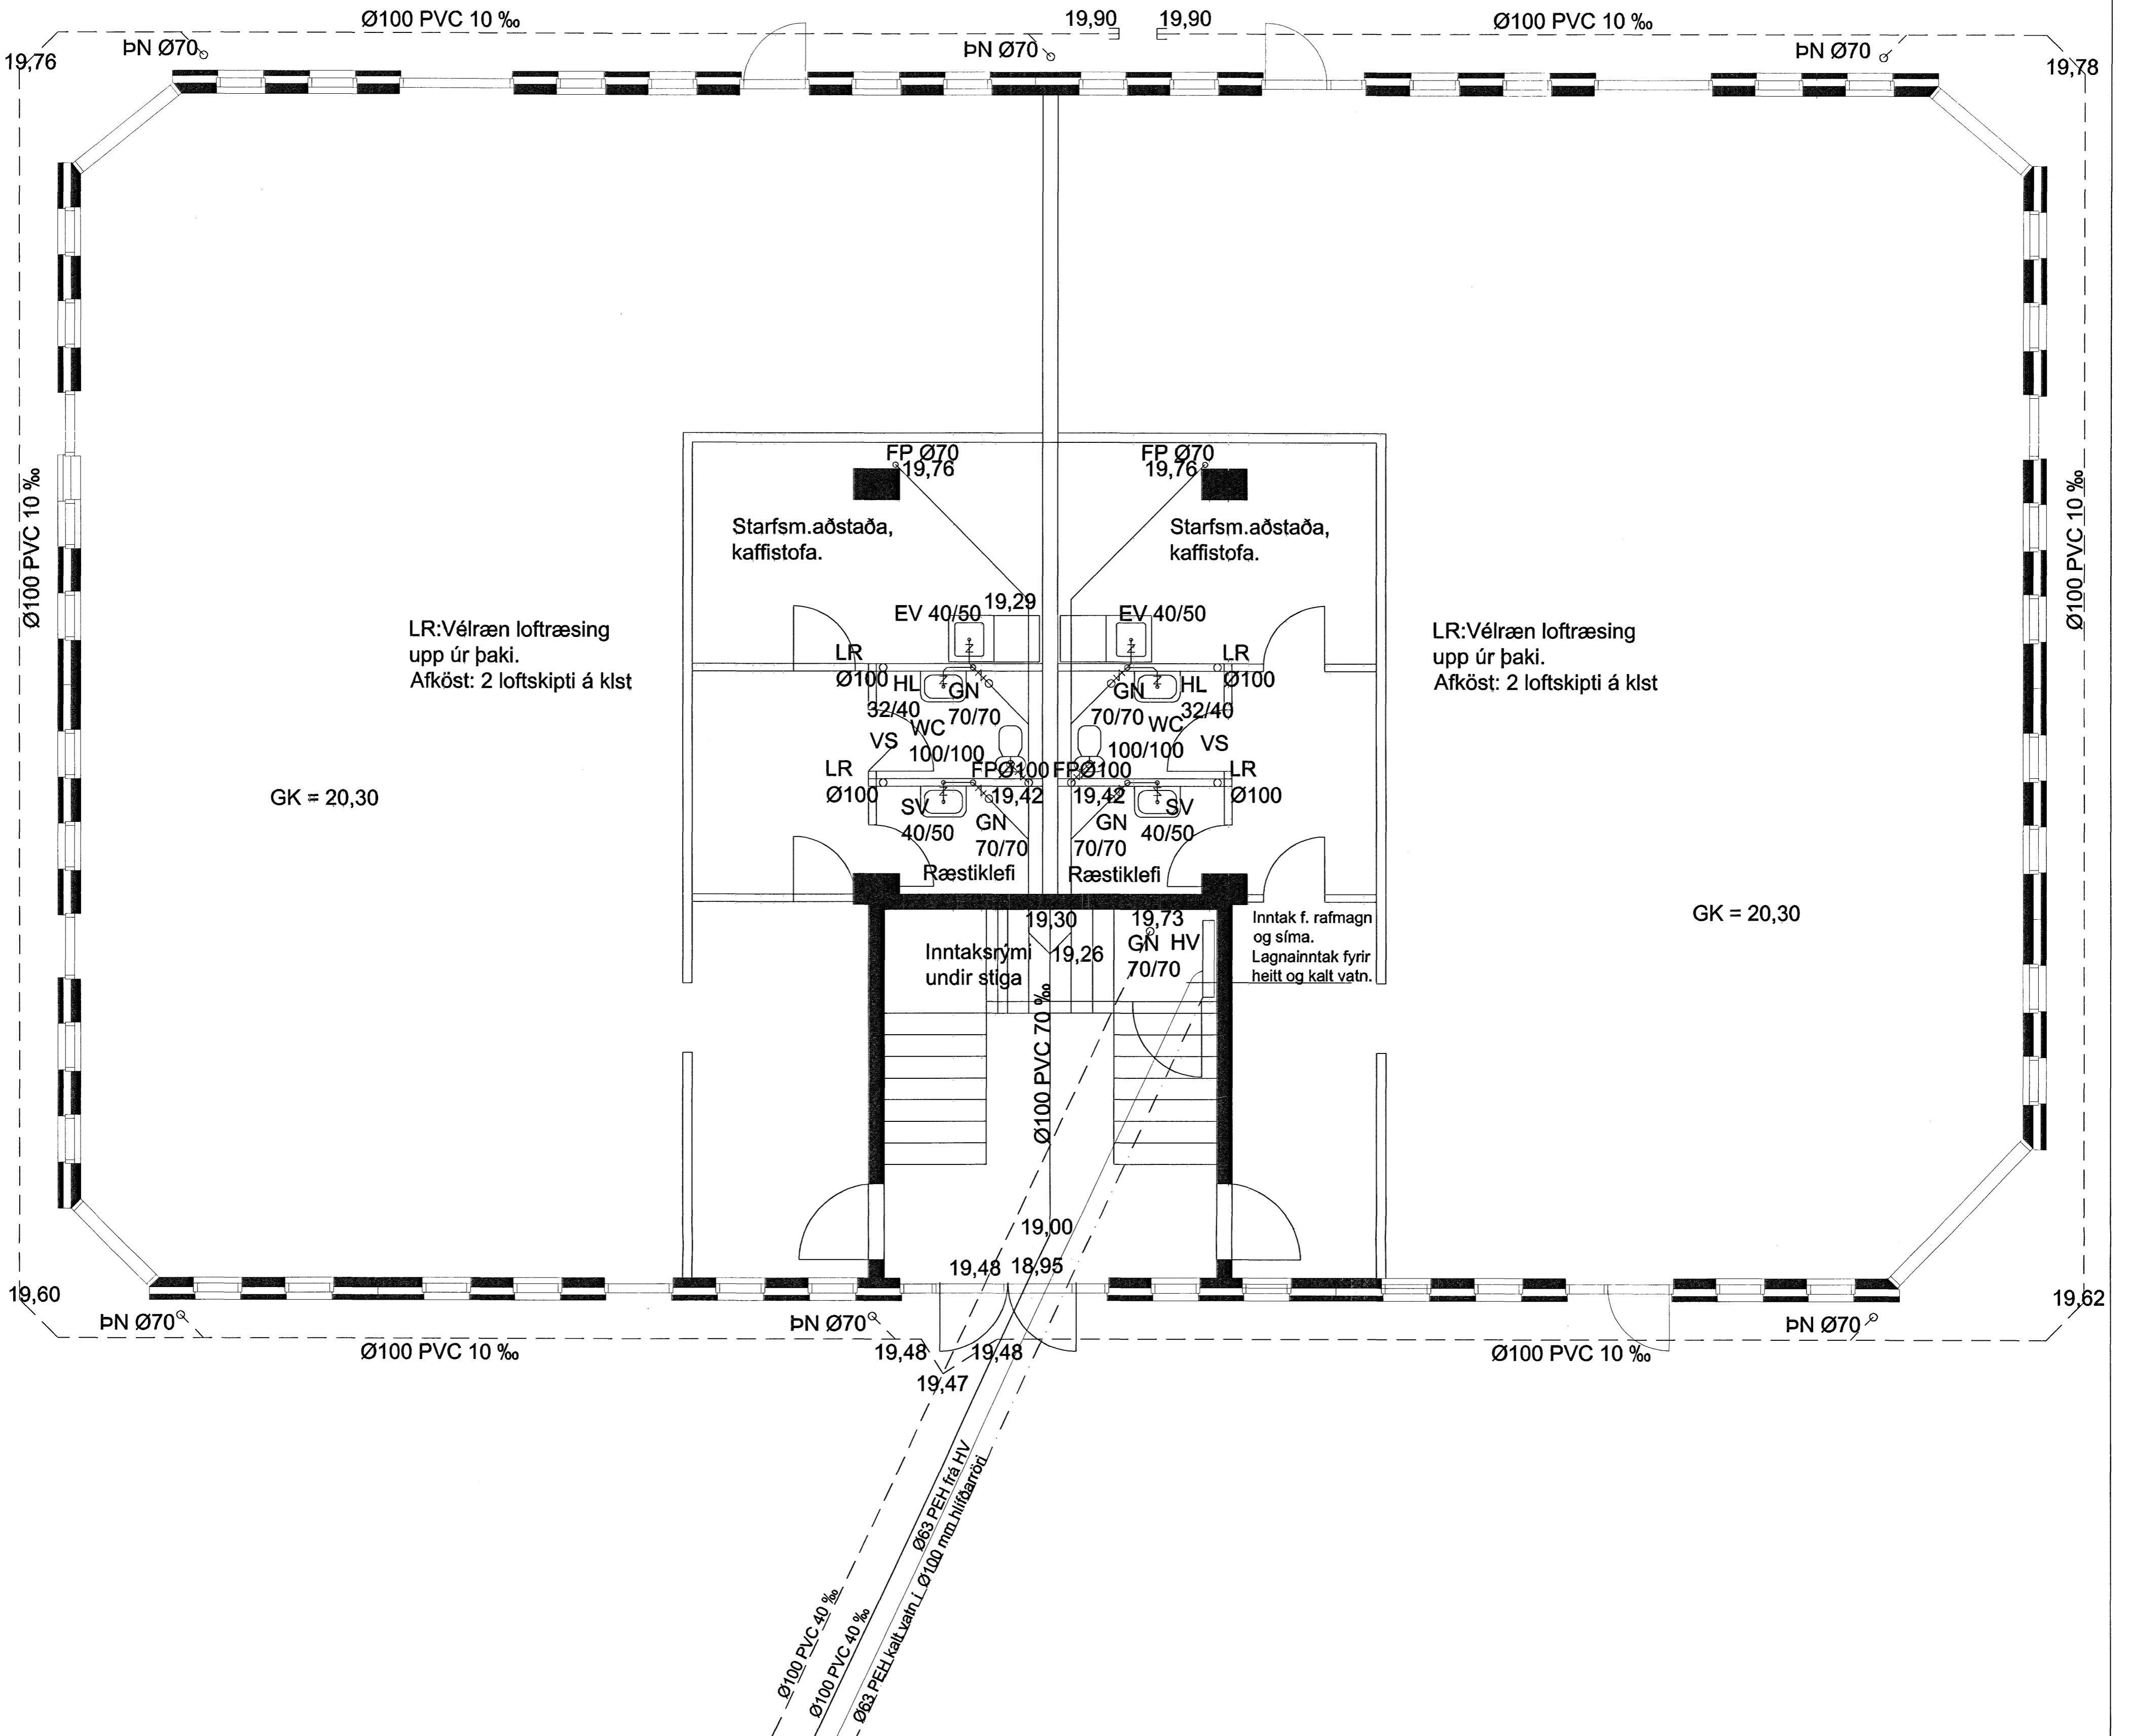 Ø100 PVC 10 ‰
19,90
19,90
Ø100 PVC 10 ‰
ÞN Ø70
ÞN Ø70
ÞN Ø70
19,76
19,78
FP Ø70
19,76
FP Ø70
19,76
Ø100 PVC 10 ‰
Ø100 PVC 10 ‰
Starfsm.aðstaða,
kaffistofa.
Starfsm.aðstaða,
kaffistofa.
EV 40/50
19,29
EV 40/50
LR:Vélræn loftræsing
upp úr þaki.
Afköst: 2 loftskipti á klst
LR:Vélræn loftræsing
upp úr þaki.
Afköst: 2 loftskipti á klst
LR
Ø100
HL
32/40
GN
70/70
GN
70/70
HL
32/40
LR
Ø100
VS
WC
100/100
WC
100/100
VS
LR
Ø100
FPØ100
19,42
FPØ100
19,42
LR
Ø100
SV
40/50
GN
70/70
GN
70/70
SV
40/50
GK = 20,30
Ræstiklefi
Ræstiklefi
GK = 20,30
19,30
19,73
Inntaksrými
undir stiga
19,26
GN
70/70
HV
Inntak f. rafmagn
og síma.
Lagnainntak fyrir
heitt og kalt vatn.
Ø100 PVC 70 ‰
19,00
19,48
18,95
19,60
19,62
ÞN Ø70
ÞN Ø70
ÞN Ø70
Ø100 PVC 10 ‰
19,48
19,48
Ø100 PVC 10 ‰
19,47
Ø63 PEH frá HV
Ø100 PVC 40 ‰
Ø100 PVC 40 ‰
Ø63 PEH kalt vatn í Ø100 mm hlífðarröri